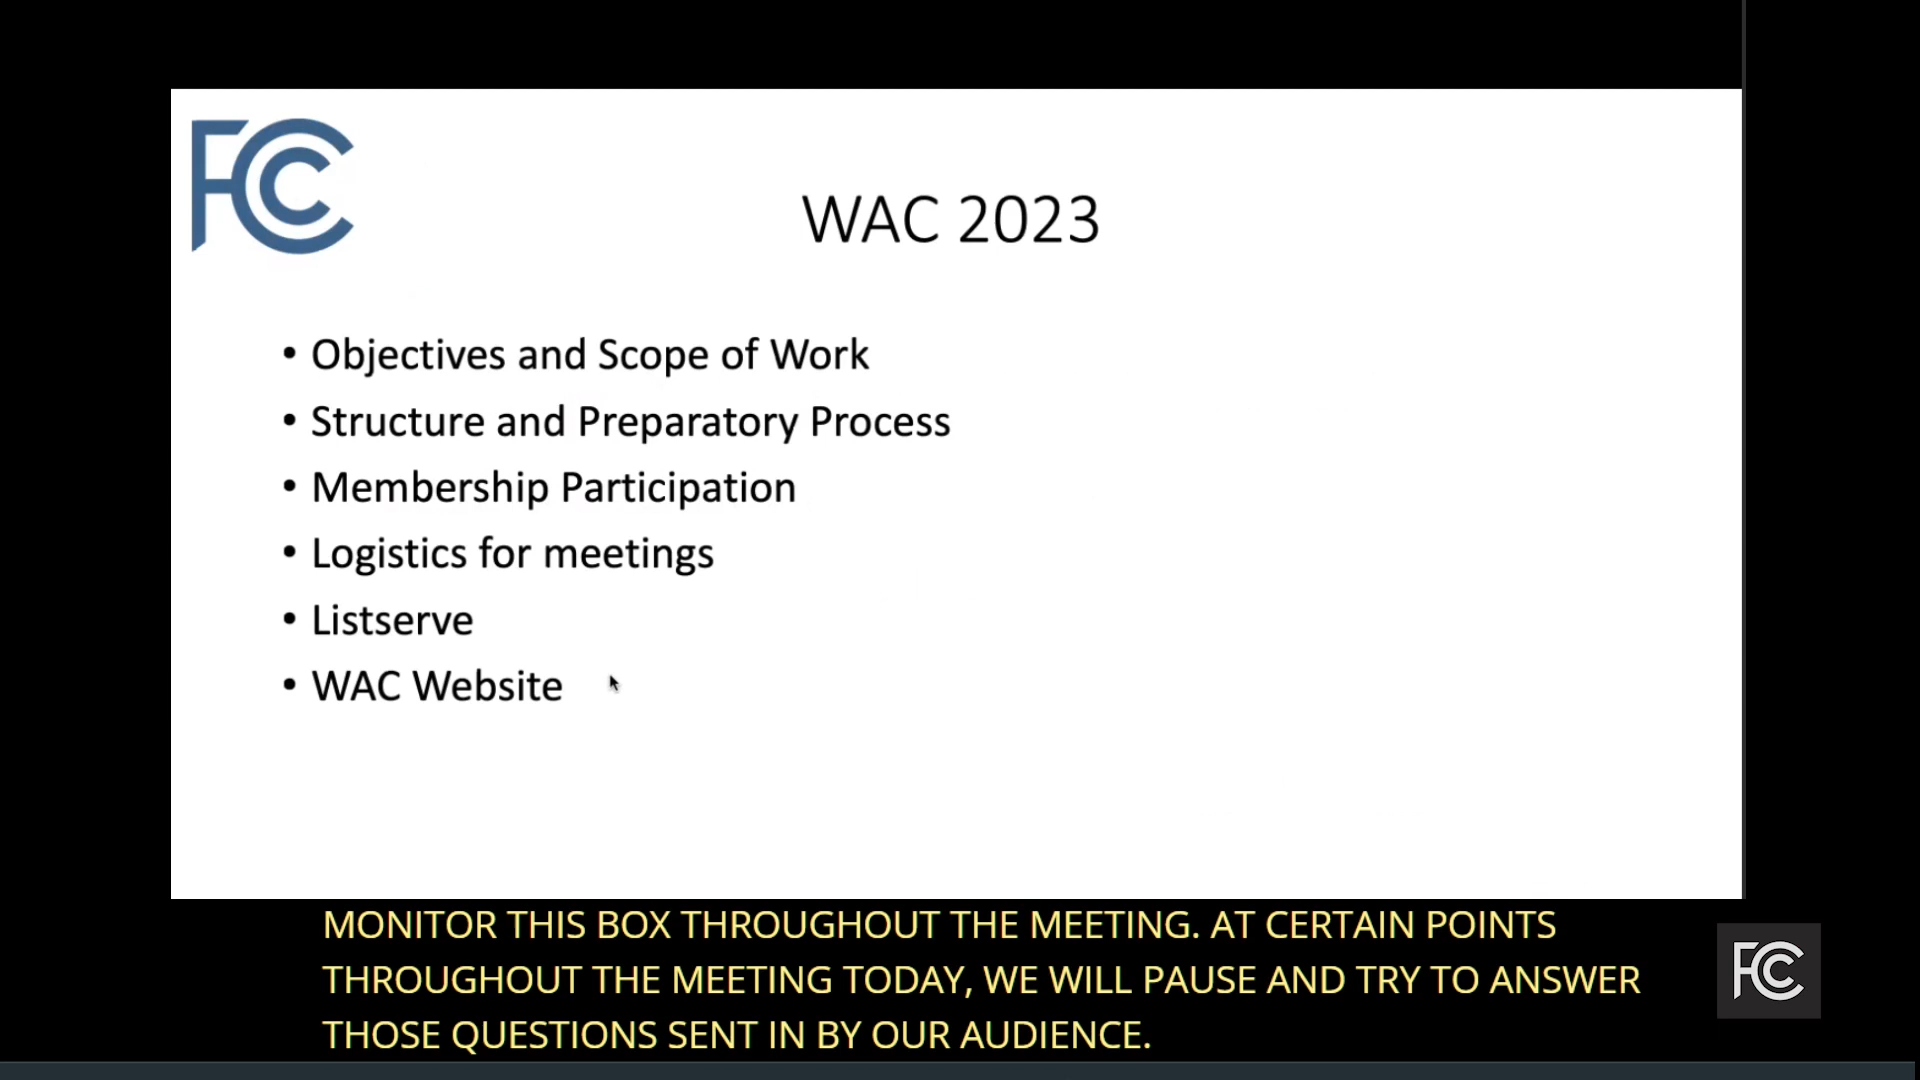 FCC
WAC 2023
• Objectives and Scope of Work
• Structure and Preparatory Process
• Membership Participation
• Logistics for meetings
• Listserve
• WAC Website
MONITOR THIS BOX THROUGHOUT THE MEETING. AT CERTAIN POINTS
THROUGHOUT THE MEETING TODAY, WE WILL PAUSE AND TRY TO ANSWER
THOSE QUESTIONS SENT IN BY OUR AUDIENCE.
FCC